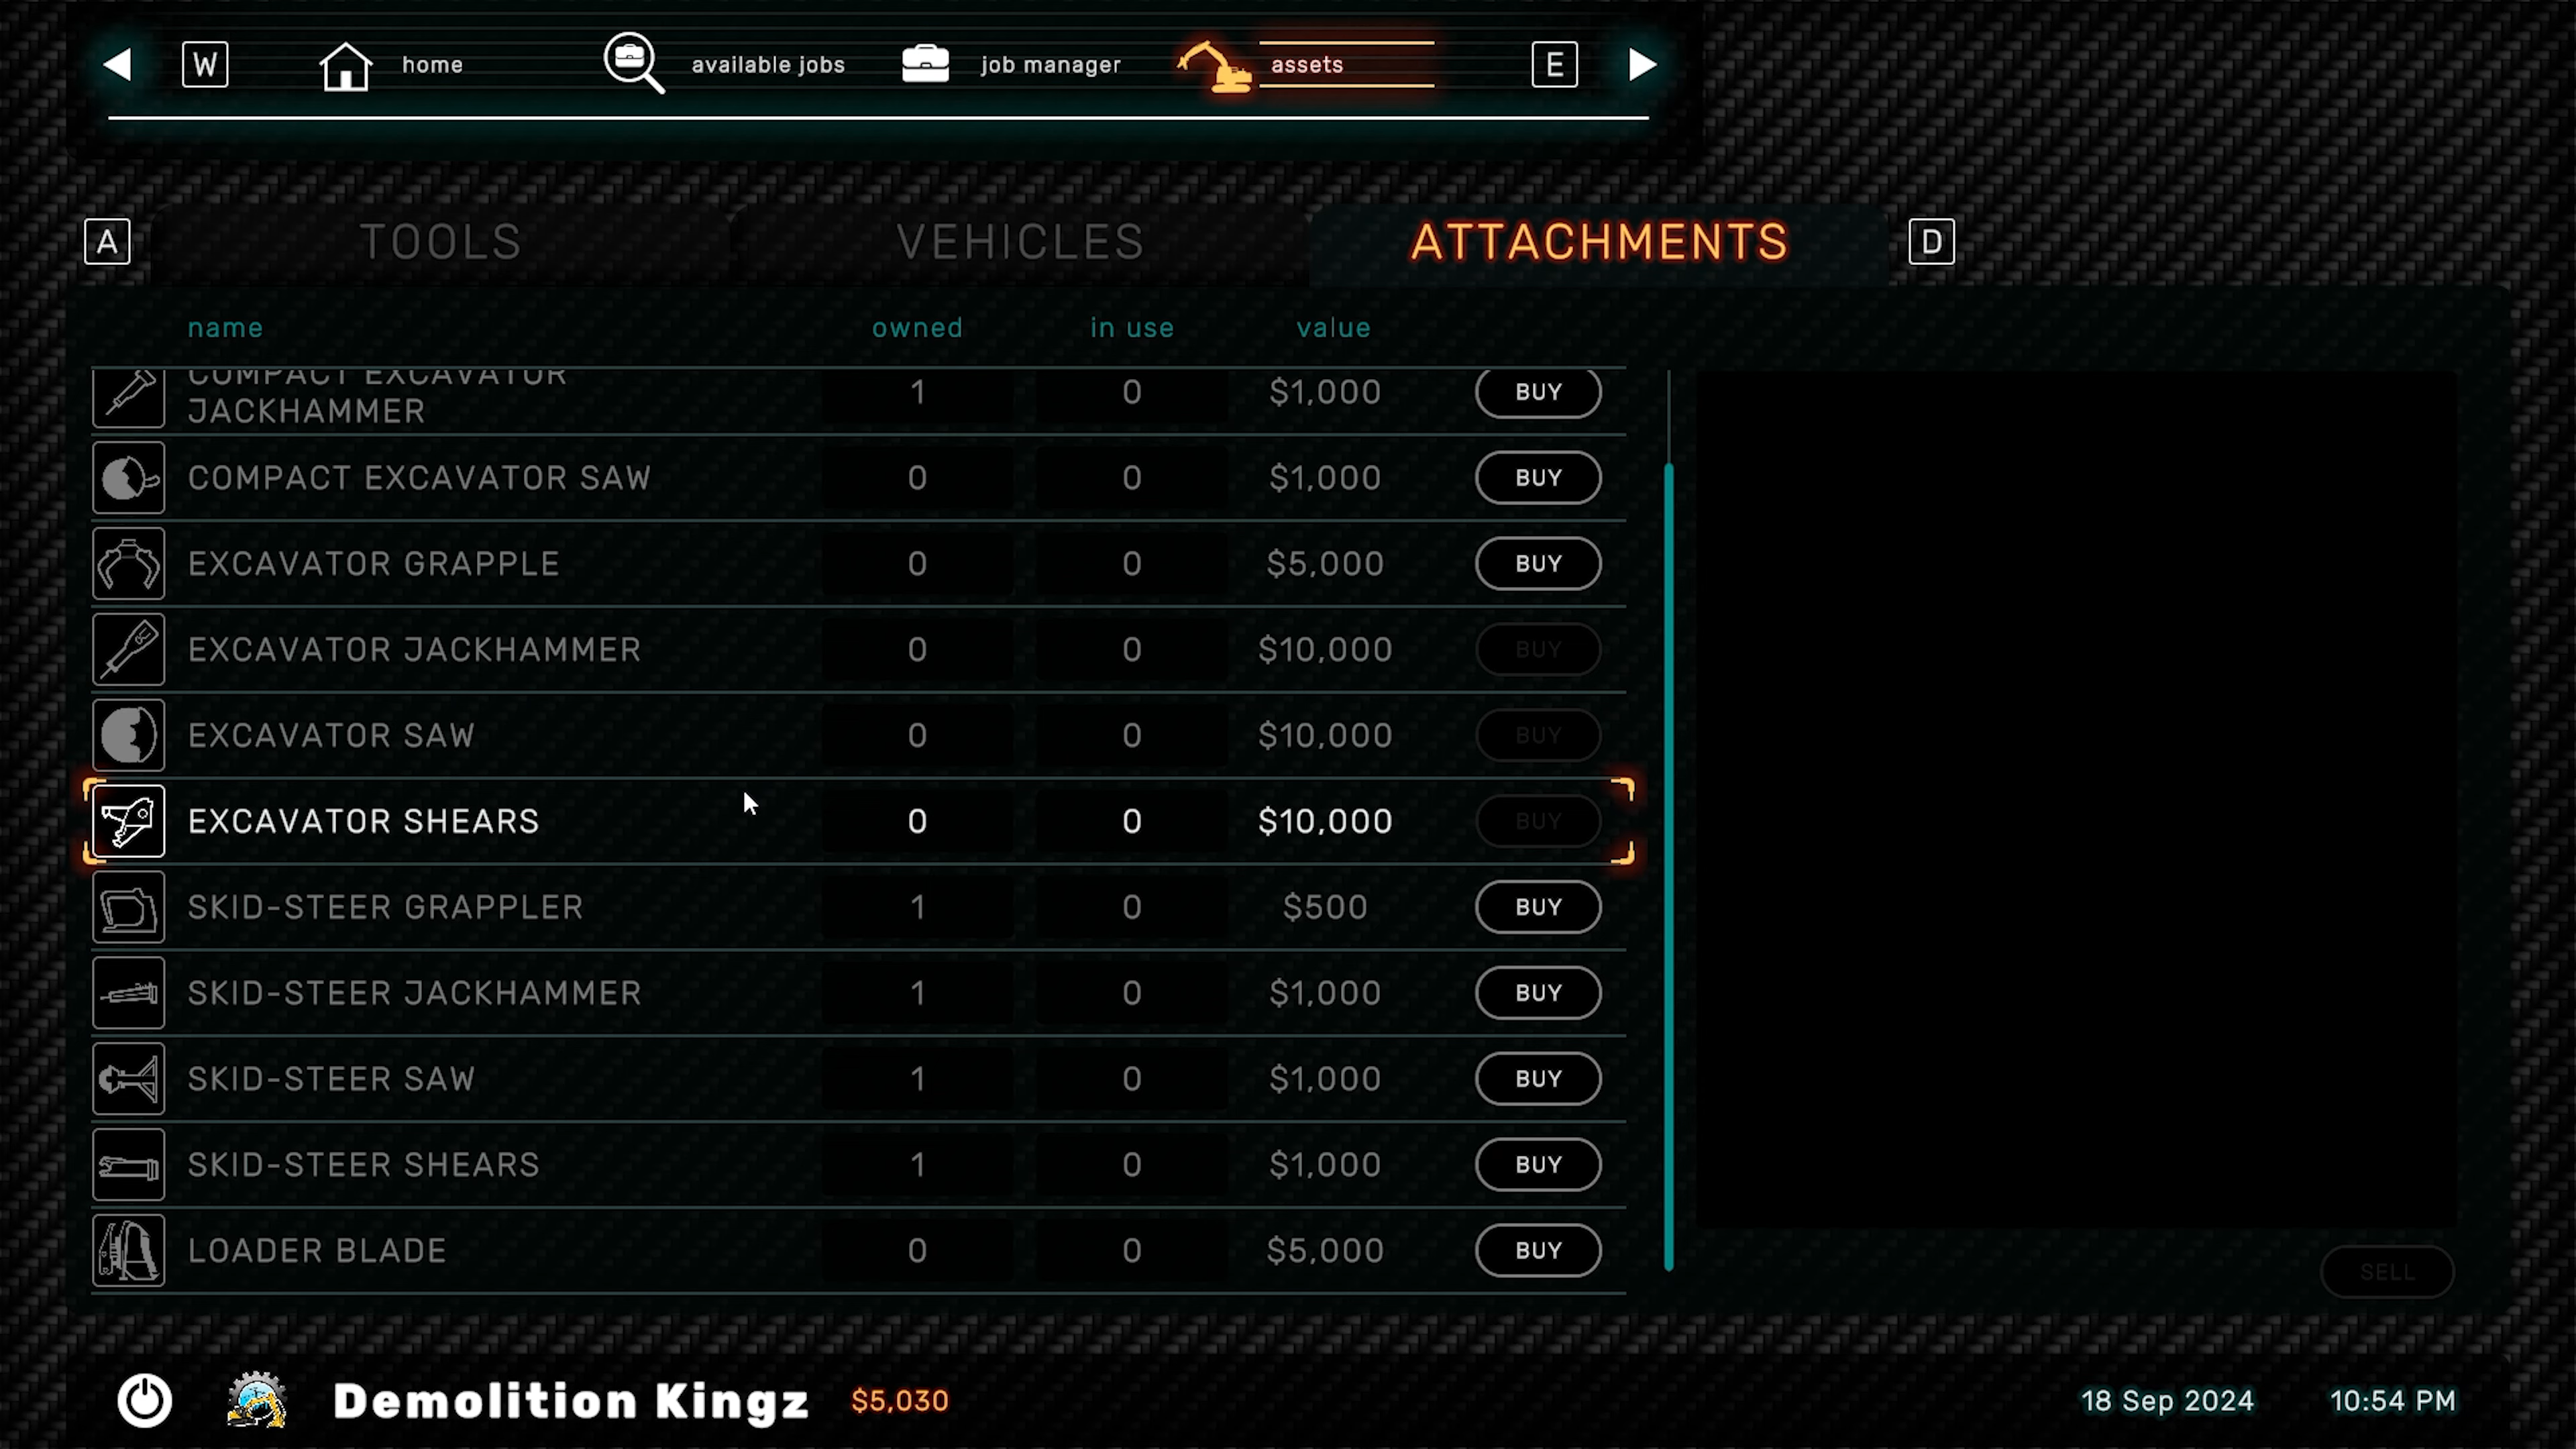 W home available jobs job manager assets E
A TOOLS VEHICLES ATTACHMENTS D
name owned in use value
COMPACT EXCAVATOR
JACKHAMMER 1 0 $1,000 BUY
COMPACT EXCAVATOR SAW 0 0 $1,000 BUY
EXCAVATOR GRAPPLE 0 0 $5,000 BUY
EXCAVATOR JACKHAMMER 0 0 $10,000 BUY
EXCAVATOR SAW 0 0 $10,000 BUY
EXCAVATOR SHEARS 0 0 $10,000 BUY
SKID-STEER GRAPPLER 1 0 $500 BUY
SKID-STEER JACKHAMMER 1 0 $1,000 BUY
SKID-STEER SAW 1 0 $1,000 BUY
SKID-STEER SHEARS 1 0 $1,000 BUY
LOADER BLADE 0 0 $5,000 BUY
SELL
Demolition Kingz $5,030 18 Sep 2024 10:54 PM